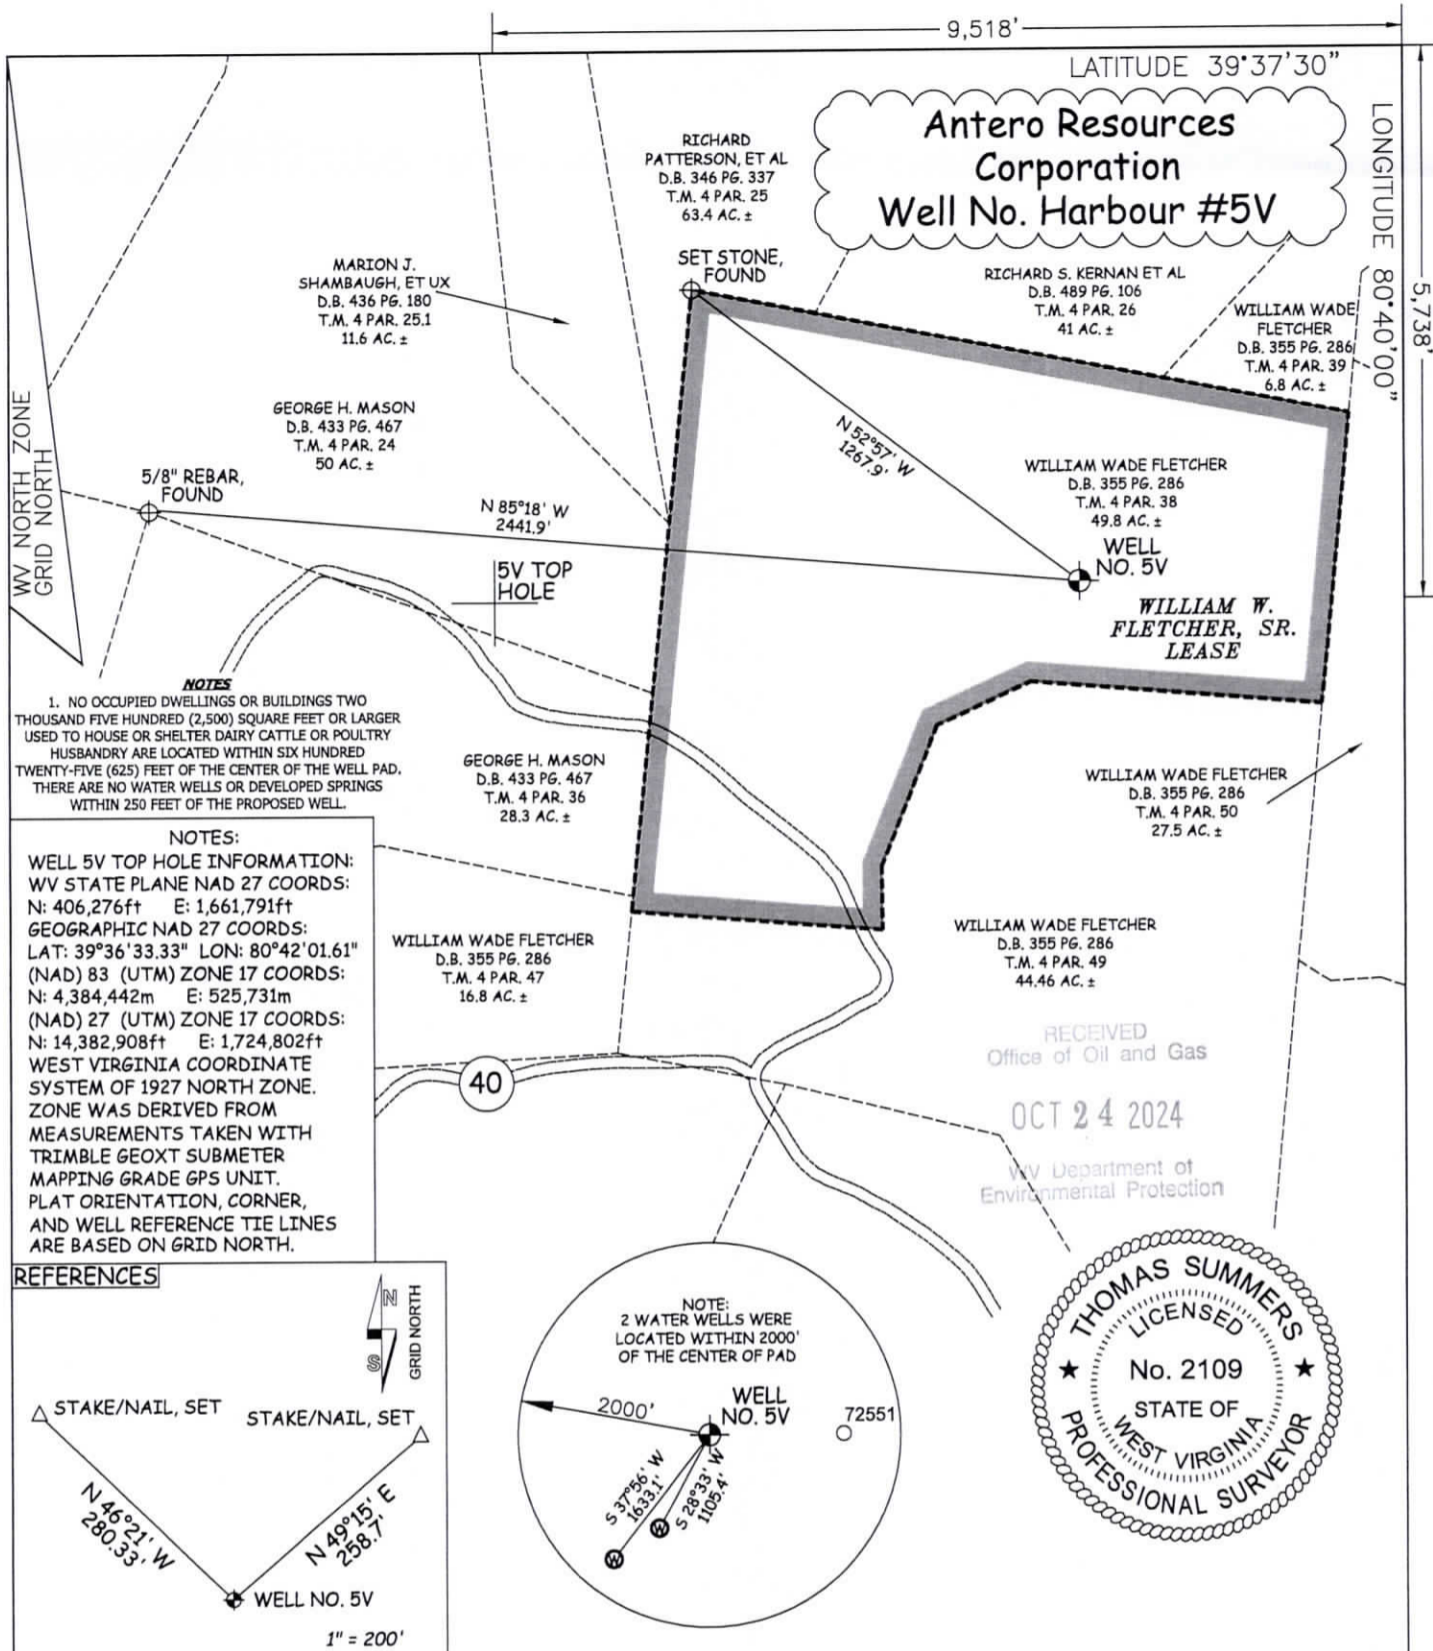 9,518'
LATITUDE 39°37'30"
LONGITUDE 80°40'00"
5,738'
Antero Resources
Corporation
Well No. Harbour #5V
RICHARD
PATTERSON, ET AL
D.B. 346 PG. 337
T.M. 4 PAR. 25
63.4 AC. ±
SET STONE,
FOUND
MARION J.
SHAMBAUGH, ET UX
D.B. 436 PG. 180
T.M. 4 PAR. 25.1
11.6 AC. ±
RICHARD S. KERNAN ET AL
D.B. 489 PG. 106
T.M. 4 PAR. 26
41 AC. ±
WILLIAM WADE
FLETCHER
D.B. 355 PG. 286
T.M. 4 PAR. 39
6.8 AC. ±
WV NORTH ZONE
GRID NORTH
GEORGE H. MASON
D.B. 433 PG. 467
T.M. 4 PAR. 24
50 AC. ±
5/8" REBAR,
FOUND
N 85°18' W
2441.9'
N 52°57' W
1267.9'
WILLIAM WADE FLETCHER
D.B. 355 PG. 286
T.M. 4 PAR. 38
49.8 AC. ±
WELL
NO. 5V
5V TOP
HOLE
WILLIAM W.
FLETCHER, SR.
LEASE
NOTES
1. NO OCCUPIED DWELLINGS OR BUILDINGS TWO
THOUSAND FIVE HUNDRED (2,500) SQUARE FEET OR LARGER
USED TO HOUSE OR SHELTER DAIRY CATTLE OR POULTRY
HUSBANDRY ARE LOCATED WITHIN SIX HUNDRED
TWENTY-FIVE (625) FEET OF THE CENTER OF THE WELL PAD.
THERE ARE NO WATER WELLS OR DEVELOPED SPRINGS
WITHIN 250 FEET OF THE PROPOSED WELL.
GEORGE H. MASON
D.B. 433 PG. 467
T.M. 4 PAR. 36
28.3 AC. ±
WILLIAM WADE FLETCHER
D.B. 355 PG. 286
T.M. 4 PAR. 50
27.5 AC. ±
NOTES:
WELL 5V TOP HOLE INFORMATION:
WV STATE PLANE NAD 27 COORDS:
N: 406,276ft E: 1,661,791ft
GEOGRAPHIC NAD 27 COORDS:
LAT: 39°36'33.33" LON: 80°42'01.61"
(NAD) 83 (UTM) ZONE 17 COORDS:
N: 4,384,442m E: 525,731m
(NAD) 27 (UTM) ZONE 17 COORDS:
N: 14,382,908ft E: 1,724,802ft
WEST VIRGINIA COORDINATE
SYSTEM OF 1927 NORTH ZONE.
ZONE WAS DERIVED FROM
MEASUREMENTS TAKEN WITH
TRIMBLE GEOXT SUBMETER
MAPPING GRADE GPS UNIT.
PLAT ORIENTATION, CORNER,
AND WELL REFERENCE TIE LINES
ARE BASED ON GRID NORTH.
WILLIAM WADE FLETCHER
D.B. 355 PG. 286
T.M. 4 PAR. 47
16.8 AC. ±
WILLIAM WADE FLETCHER
D.B. 355 PG. 286
T.M. 4 PAR. 49
44.46 AC. ±
40
RECEIVED
Office of Oil and Gas
OCT 24 2024
WV Department of
Environmental Protection
REFERENCES
N
S
GRID NORTH
STAKE/NAIL, SET
STAKE/NAIL, SET
N 46°21' W
280.33'
N 49°15' E
258.7'
WELL NO. 5V
1" = 200'
NOTE:
2 WATER WELLS WERE
LOCATED WITHIN 2000'
OF THE CENTER OF PAD
2000'
WELL
NO. 5V
72551
S 37°56' W
1633.1'
S 28°33' W
1105.4'
W
W
THOMAS SUMMERS
LICENSED
No. 2109
STATE OF
WEST VIRGINIA
PROFESSIONAL SURVEYOR